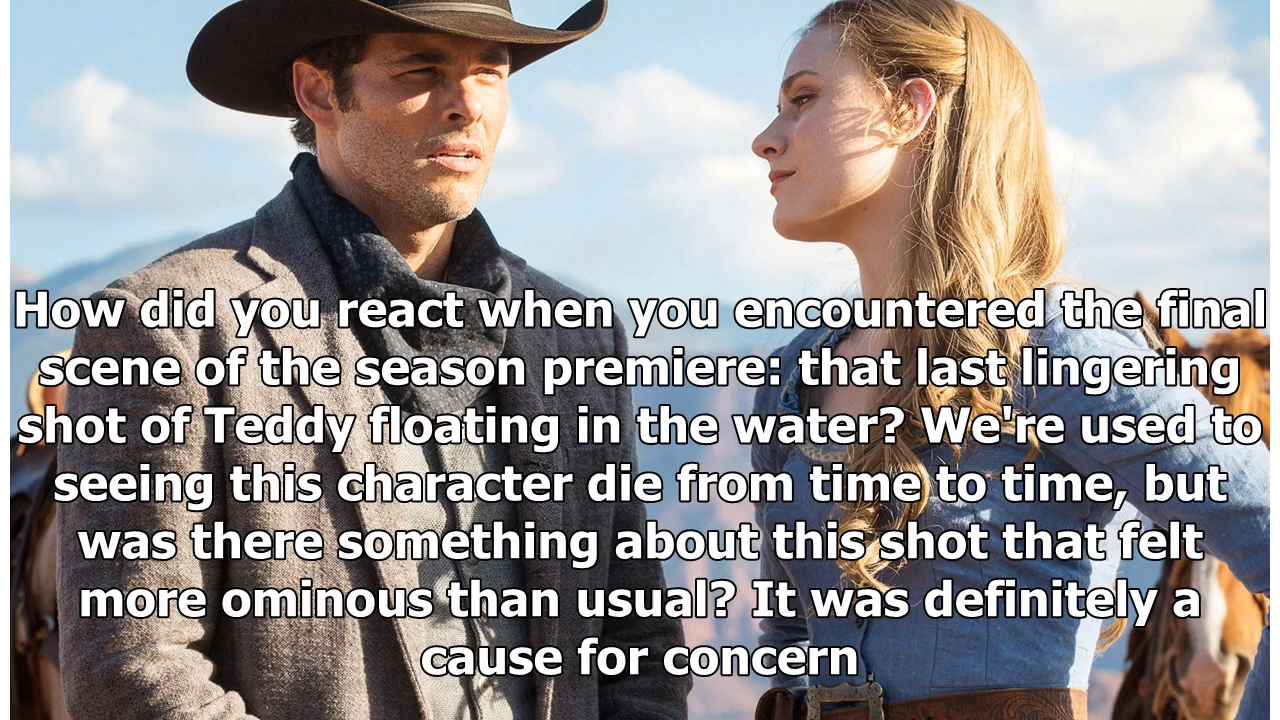 How did you react when you encountered the final
scene of the season premiere: that last lingering
shot of Teddy floating in the water? We're used to
seeing this character die from time to time, but
was there something about this shot that felt
more ominous than usual? It was definitely a
cause for concern